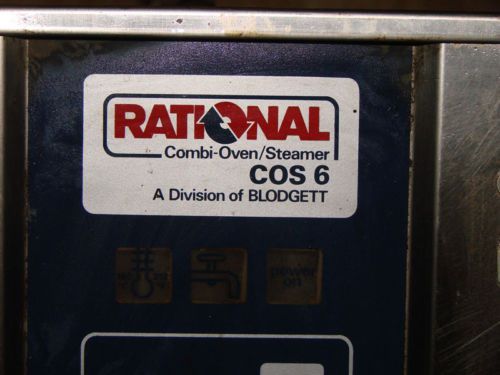 RATIONAL
Combi-Oven/Steamer
COS 6
A Division of BLODGETT
power
on